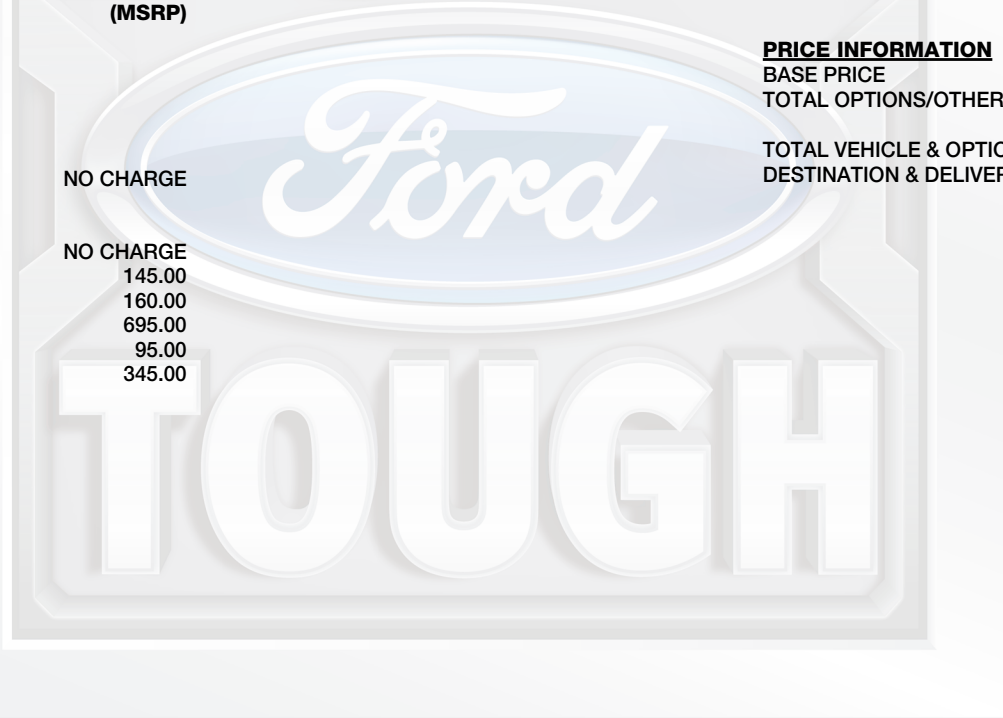 (MSRP)
NO CHARGE
NO CHARGE
145.00
160.00
695.00
95.00
345.00
PRICE INFORMATION
BASE PRICE
TOTAL OPTIONS/OTHER
TOTAL VEHICLE & OPTIO
DESTINATION & DELIVER
Ford
TOUGH